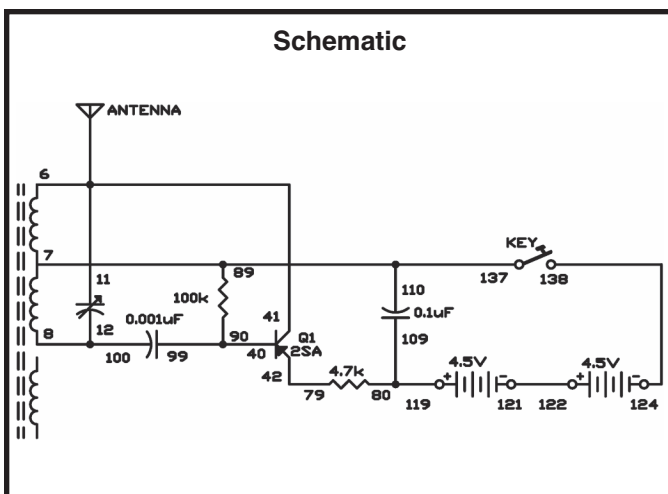 Schematic
ANTENNA
6
7
89
KEY
137
138
11
100k
110
8
0.001uF
41
0.1uF
12
90
Q1
109
100
99
40
2SA
42
4.7k
4.5V
4.5V
79
80
119
+
-
121
122
+
-
124